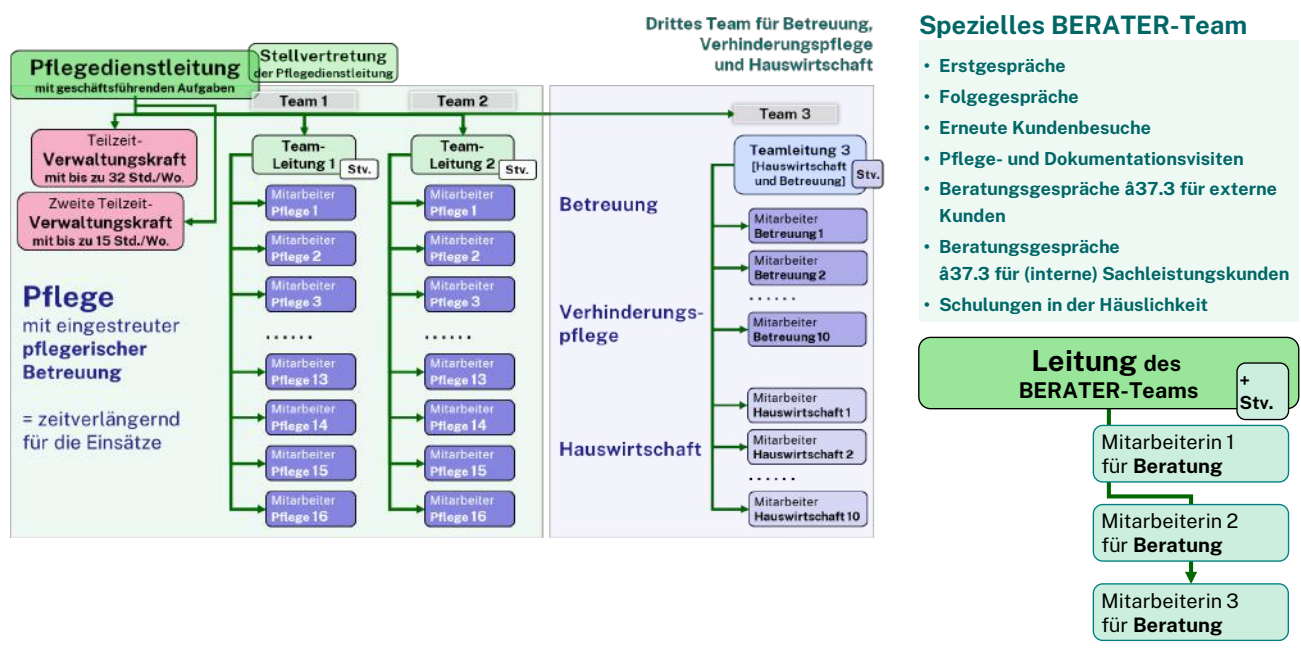 Drittes Team für Betreuung,
Verhinderungspflege
und Hauswirtschaft
Pflegedienstleitung
mit geschäftsführenden Aufgaben
Stellvertretung
der Pflegedienstleitung
Team 1
Team 2
Team 3
Teilzeit-
Verwaltungskraft
mit bis zu 32 Std./Wo.
Zweite Teilzeit-
Verwaltungskraft
mit bis zu 15 Std./Wo.
Pflege
mit eingestreuter
pflegerischer
Betreuung
= zeitverlängernd
für die Einsätze
Team-
Leitung 1
Stv.
Mitarbeiter
Pflege 1
Mitarbeiter
Pflege 2
Mitarbeiter
Pflege 3
......
Mitarbeiter
Pflege 13
Mitarbeiter
Pflege 14
Mitarbeiter
Pflege 15
Mitarbeiter
Pflege 16
Team-
Leitung 2
Stv.
Mitarbeiter
Pflege 1
Mitarbeiter
Pflege 2
Mitarbeiter
Pflege 3
......
Mitarbeiter
Pflege 13
Mitarbeiter
Pflege 14
Mitarbeiter
Pflege 15
Mitarbeiter
Pflege 16
Betreuung
Verhinderungs-
pflege
Hauswirtschaft
Teamleitung 3
[Hauswirtschaft
und Betreuung]
Stv.
Mitarbeiter
Betreuung 1
Mitarbeiter
Betreuung 2
......
Mitarbeiter
Betreuung 10
Mitarbeiter
Hauswirtschaft 1
Mitarbeiter
Hauswirtschaft 2
......
Mitarbeiter
Hauswirtschaft 10
Spezielles BERATER-Team
• Erstgespräche
• Folgegespräche
• Erneute Kundenbesuche
• Pflege- und Dokumentationsvisiten
• Beratungsgespräche â37.3 für externe
Kunden
• Beratungsgespräche
â37.3 für (interne) Sachleistungskunden
• Schulungen in der Häuslichkeit
Leitung des
BERATER-Teams
+
Stv.
Mitarbeiterin 1
für Beratung
Mitarbeiterin 2
für Beratung
Mitarbeiterin 3
für Beratung